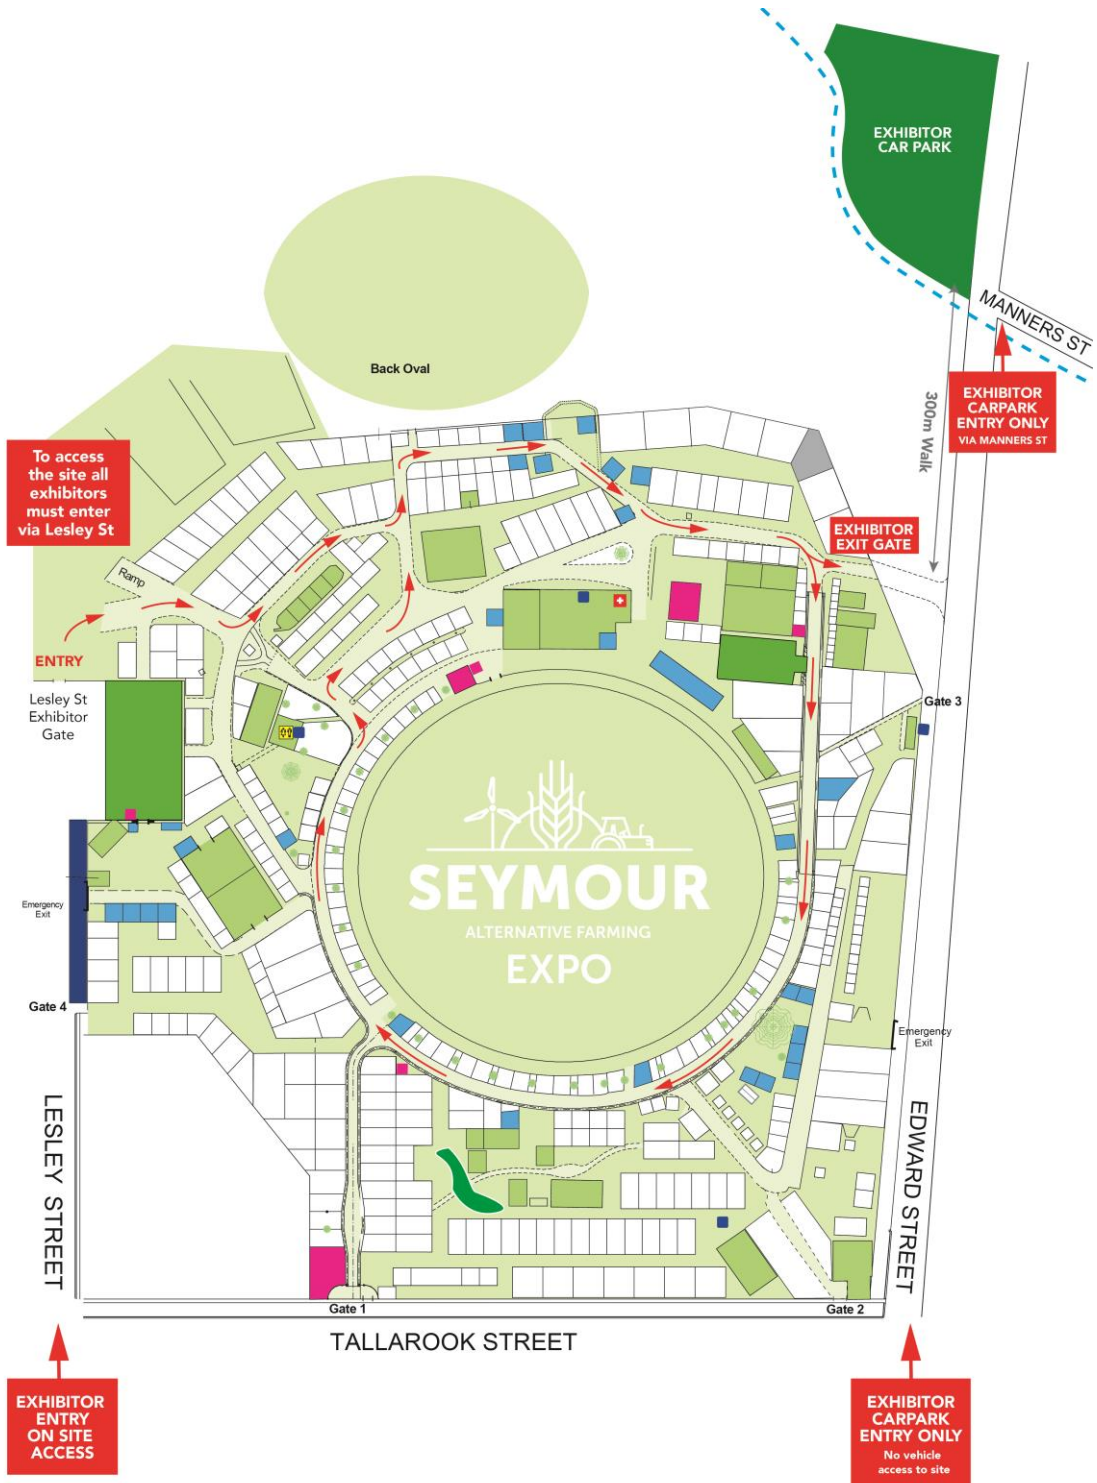 EXHIBITOR
CAR PARK
MANNERS ST
EXHIBITOR
CARPARK
ENTRY ONLY
VIA MANNERS ST
300m Walk
Back Oval
To access
the site all
exhibitors
must enter
via Lesley St
EXHIBITOR
EXIT GATE
Ramp
ENTRY
Lesley St
Exhibitor
Gate
Gate 3
SEYMOUR
ALTERNATIVE FARMING
EXPO
Emergency
Exit
Gate 4
Emergency
Exit
LESLEY STREET
EDWARD STREET
Gate 1
Gate 2
TALLAROOK STREET
EXHIBITOR
ENTRY
ON SITE
ACCESS
EXHIBITOR
CARPARK
ENTRY ONLY
No vehicle
access to site